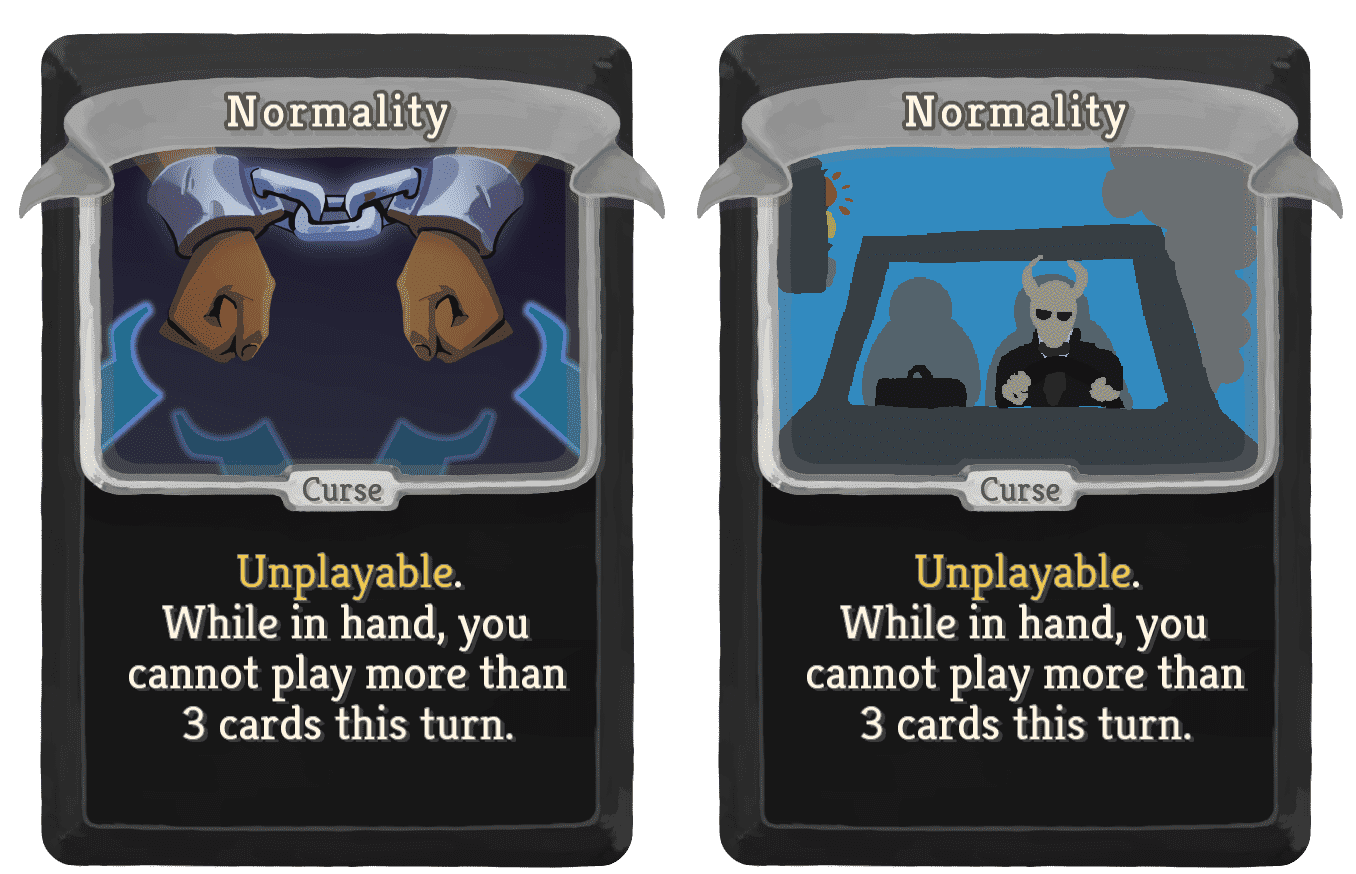 Normality
Curse
Unplayable.
While in hand, you
cannot play more than
3 cards this turn.
Normality
Curse
Unplayable.
While in hand, you
cannot play more than
3 cards this turn.